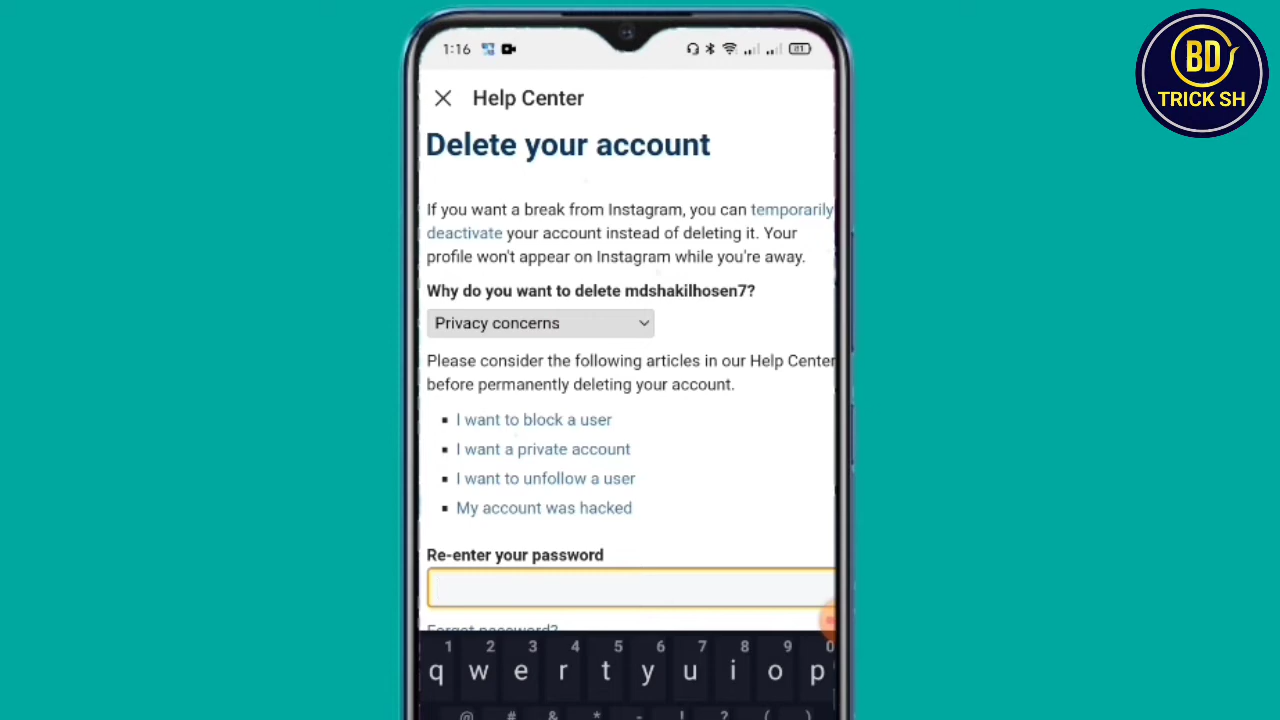 BD
TRICK SH
1:16
81
Help Center
Delete your account
If you want a break from Instagram, you can temporarily
deactivate your account instead of deleting it. Your
profile won't appear on Instagram while you're away.
Why do you want to delete mdshakilhosen7?
Privacy concerns
Please consider the following articles in our Help Center
before permanently deleting your account.
▪ I want to block a user
▪ I want a private account
▪ I want to unfollow a user
▪ My account was hacked
Re-enter your password
Forgot password?
1 2 3 4 5 6 7 8 9 0
q w e r t y u i o p
@ # & * - ! ? ( )